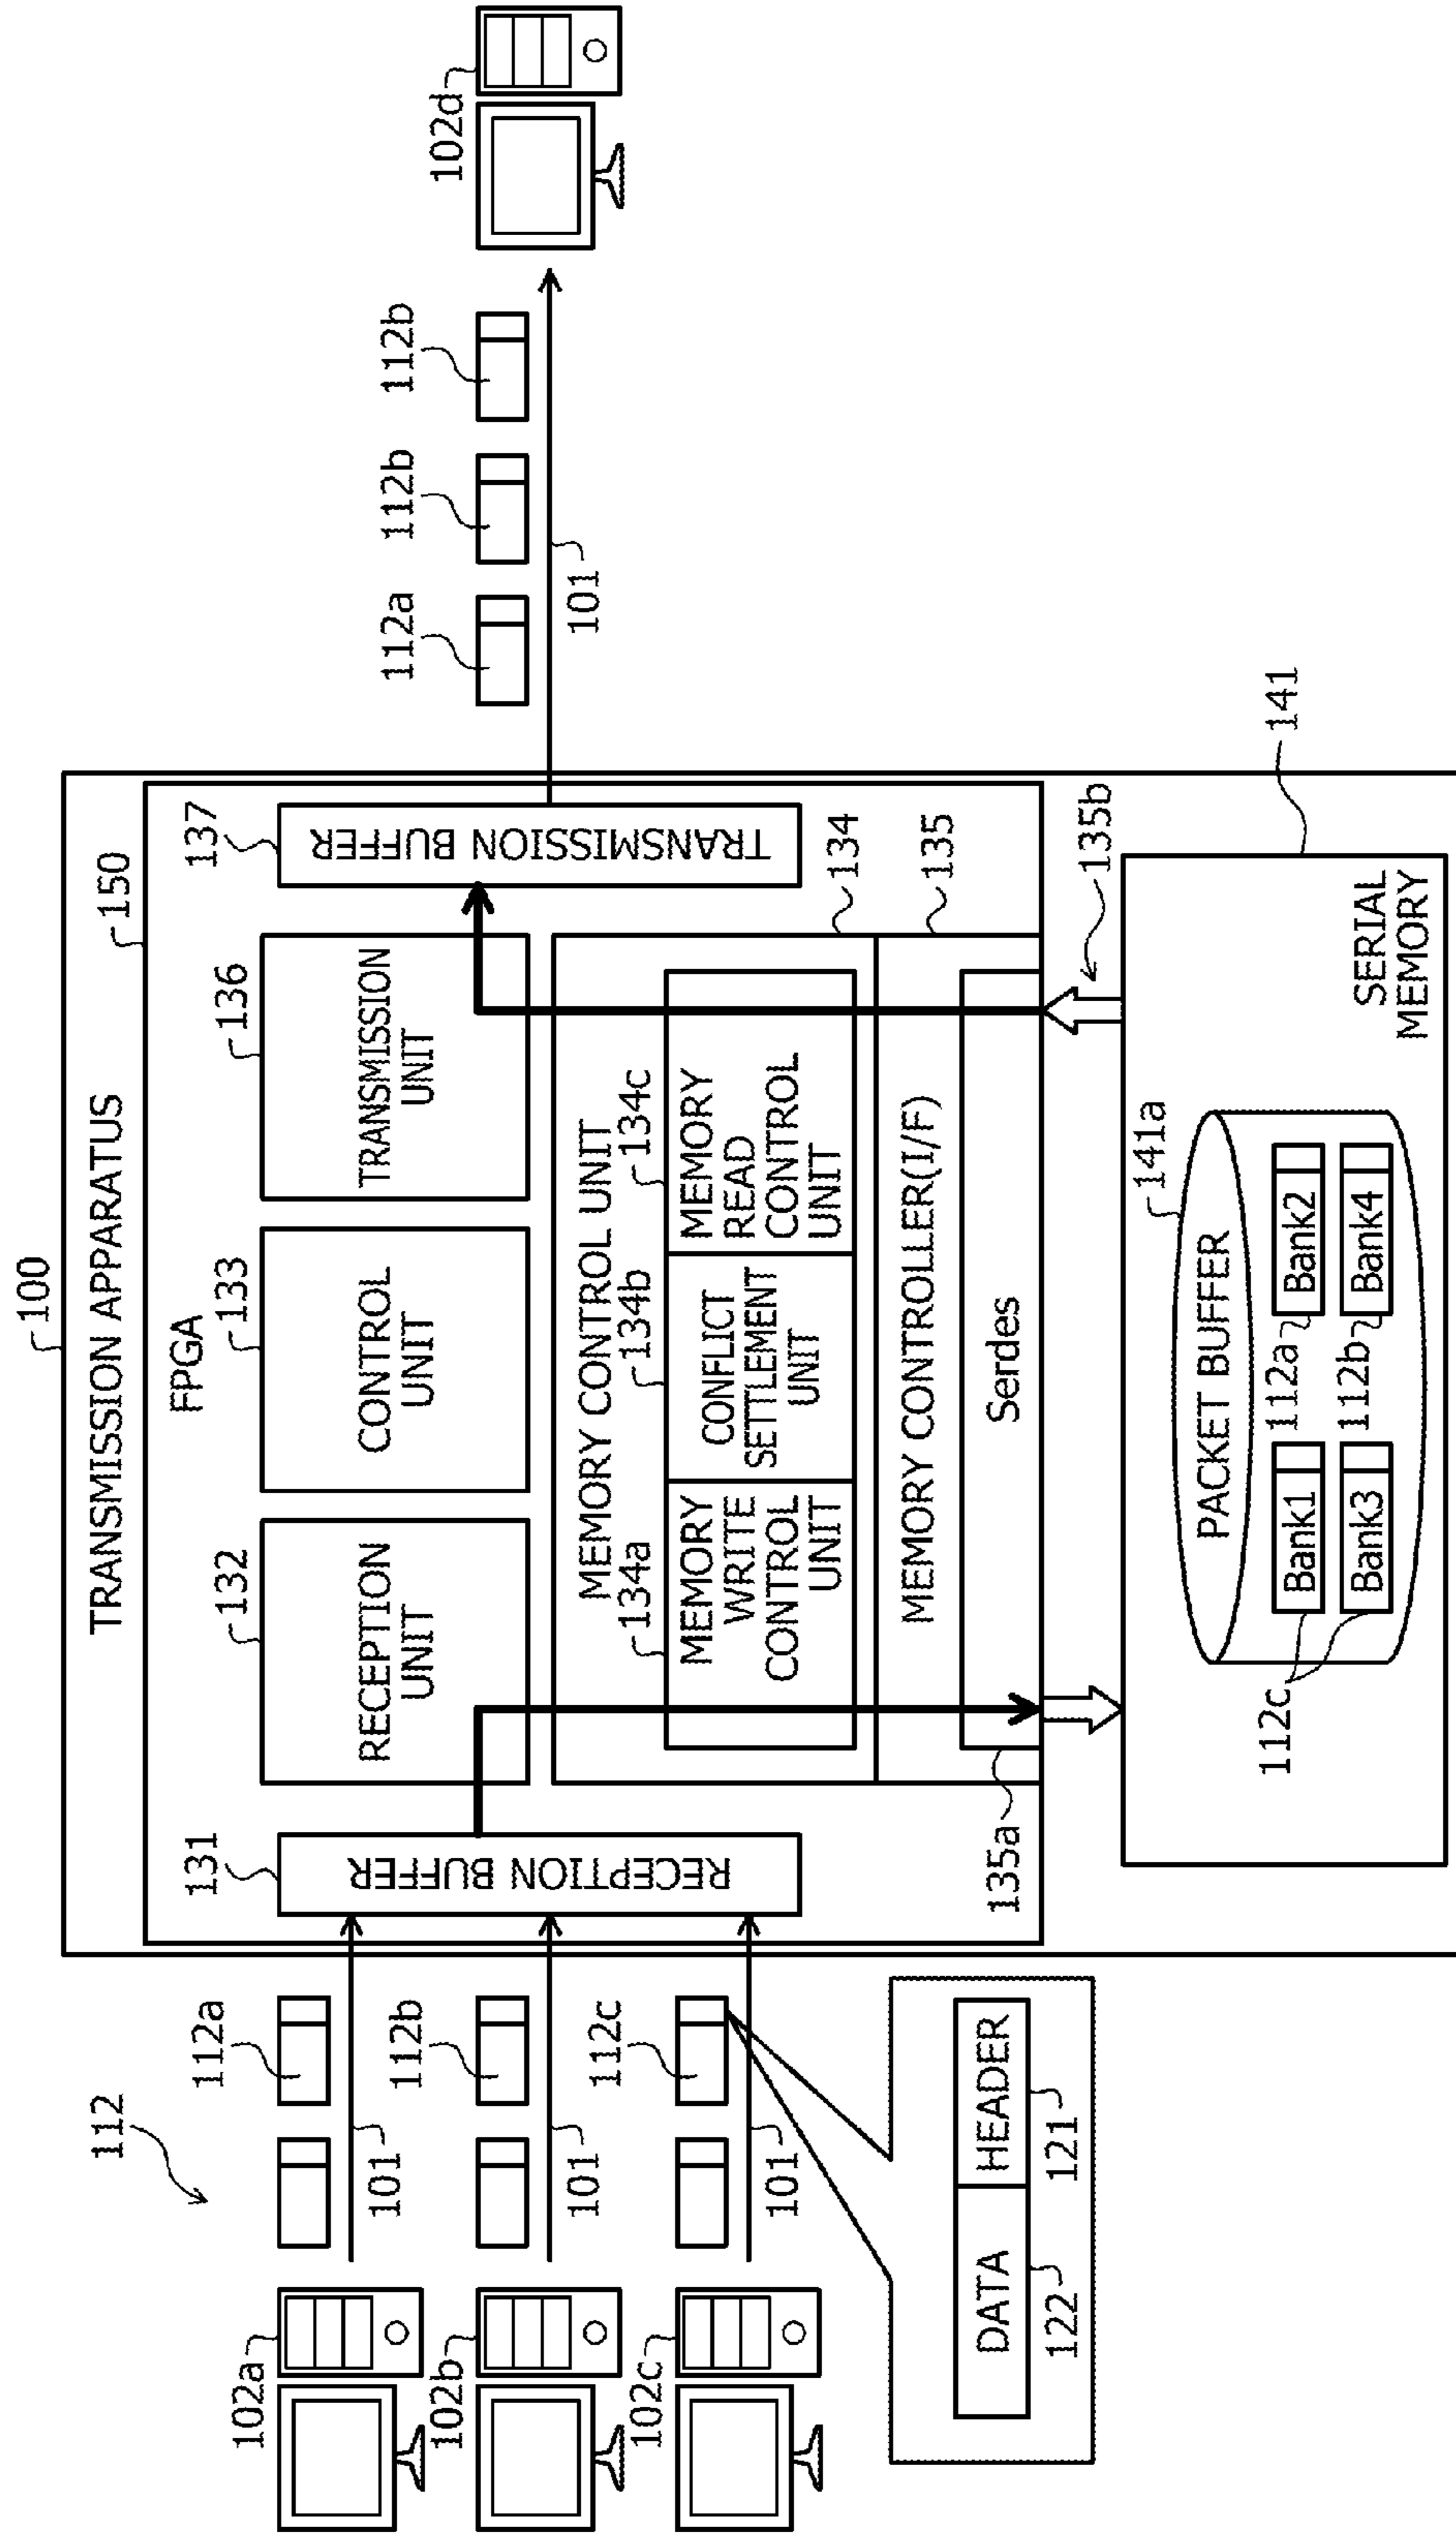 100
TRANSMISSION APPARATUS
150
FPGA
112
102a
112a
101
102b
112b
101
102c
112c
101
DATA
HEADER
122
121
131
RECEPTION BUFFER
132
RECEPTION
UNIT
133
CONTROL
UNIT
136
TRANSMISSION
UNIT
137
TRANSMISSION BUFFER
MEMORY CONTROL UNIT
134
134a
134b
134c
MEMORY
WRITE
CONTROL
UNIT
CONFLICT
SETTLEMENT
UNIT
MEMORY
READ
CONTROL
UNIT
MEMORY CONTROLLER(I/F)
135
Serdes
135a
135b
141
141a
PACKET BUFFER
Bank1
Bank2
112a
Bank3
Bank4
112b
112c
SERIAL
MEMORY
112a
112b
112b
101
102d